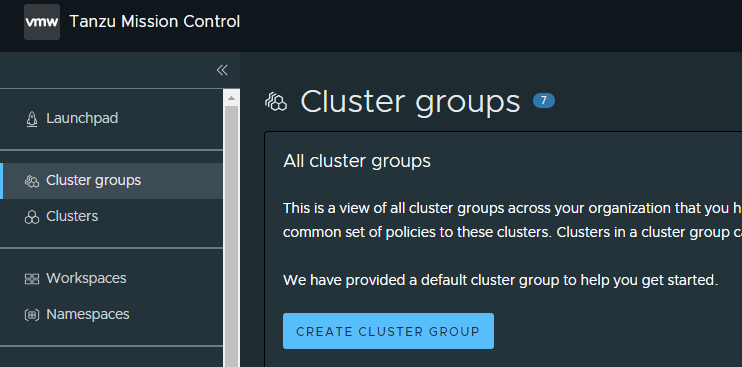 vmw Tanzu Mission Control
Launchpad
Cluster groups
Clusters
Workspaces
Namespaces
Cluster groups 7
All cluster groups
This is a view of all cluster groups across your organization that you h
common set of policies to these clusters. Clusters in a cluster group c
We have provided a default cluster group to help you get started.
CREATE CLUSTER GROUP